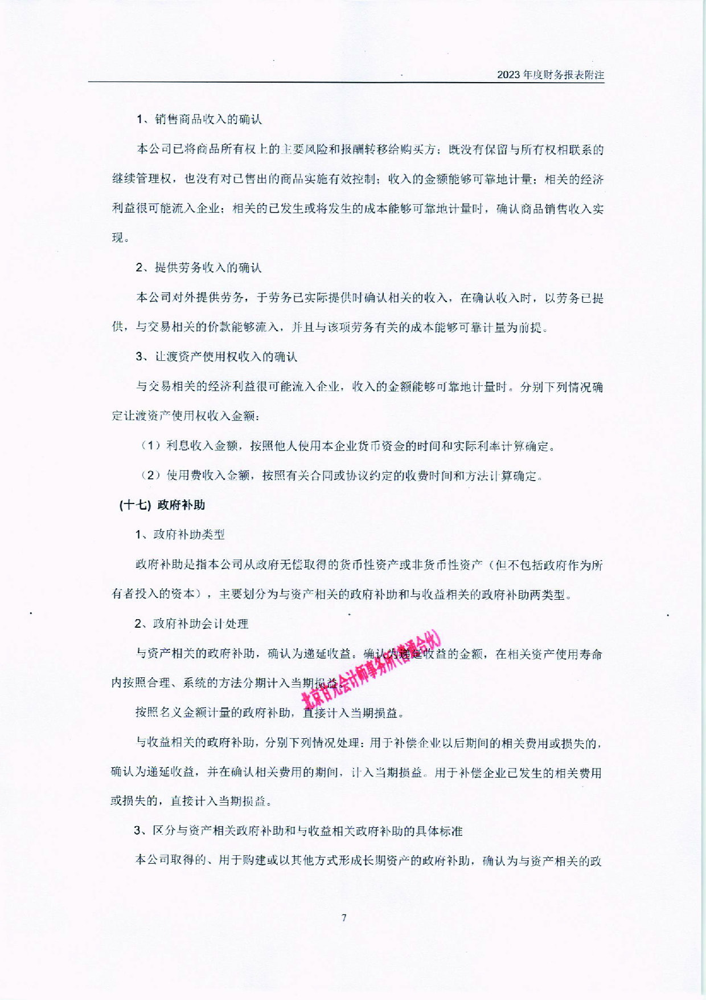 2023 年度财务报表附注
1、销售商品收入的确认
本公司已将商品所有权上的主要风险和报酬转移给购买方；既没有保留与所有权相联系的
继续管理权，也没有对已售出的商品实施有效控制；收入的金额能够可靠地计量；相关的经济
利益很可能流入企业；相关的已发生或将发生的成本能够可靠地计量时，确认商品销售收入实
现。
2、提供劳务收入的确认
本公司对外提供劳务，于劳务已实际提供时确认相关的收入，在确认收入时，以劳务已提
供，与交易相关的价款能够流入，并且与该项劳务有关的成本能够可靠计量为前提。
3、让渡资产使用权收入的确认
与交易相关的经济利益很可能流入企业，收入的金额能够可靠地计量时。分别下列情况确
定让渡资产使用权收入金额：
（1）利息收入金额，按照他人使用本企业货币资金的时间和实际利率计算确定。
（2）使用费收入金额，按照有关合同或协议约定的收费时间和方法计算确定。
(十七) 政府补助
1、政府补助类型
政府补助是指本公司从政府无偿取得的货币性资产或非货币性资产（但不包括政府作为所
有者投入的资本），主要划分为与资产相关的政府补助和与收益相关的政府补助两类型。
2、政府补助会计处理
与资产相关的政府补助，确认为递延收益。确认为递延收益的金额，在相关资产使用寿命
内按照合理、系统的方法分期计入当期损益。
北京首元会计师事务所(普通合伙)
按照名义金额计量的政府补助，直接计入当期损益。
与收益相关的政府补助，分别下列情况处理：用于补偿企业以后期间的相关费用或损失的，
确认为递延收益，并在确认相关费用的期间，计入当期损益。用于补偿企业已发生的相关费用
或损失的，直接计入当期损益。
3、区分与资产相关政府补助和与收益相关政府补助的具体标准
本公司取得的、用于购建或以其他方式形成长期资产的政府补助，确认为与资产相关的政
7